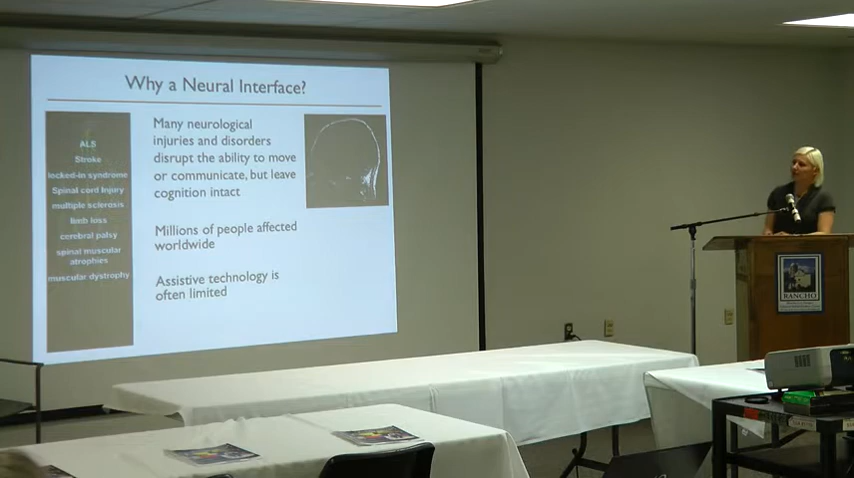 Why a Neural Interface?
ALS
Stroke
locked-in syndrome
Spinal cord injury
multiple sclerosis
limb loss
cerebral palsy
spinal muscular
atrophies
muscular dystrophy
Many neurological
injuries and disorders
disrupt the ability to move
or communicate, but leave
cognition intact
Millions of people affected
worldwide
Assistive technology is
often limited
RANCHO